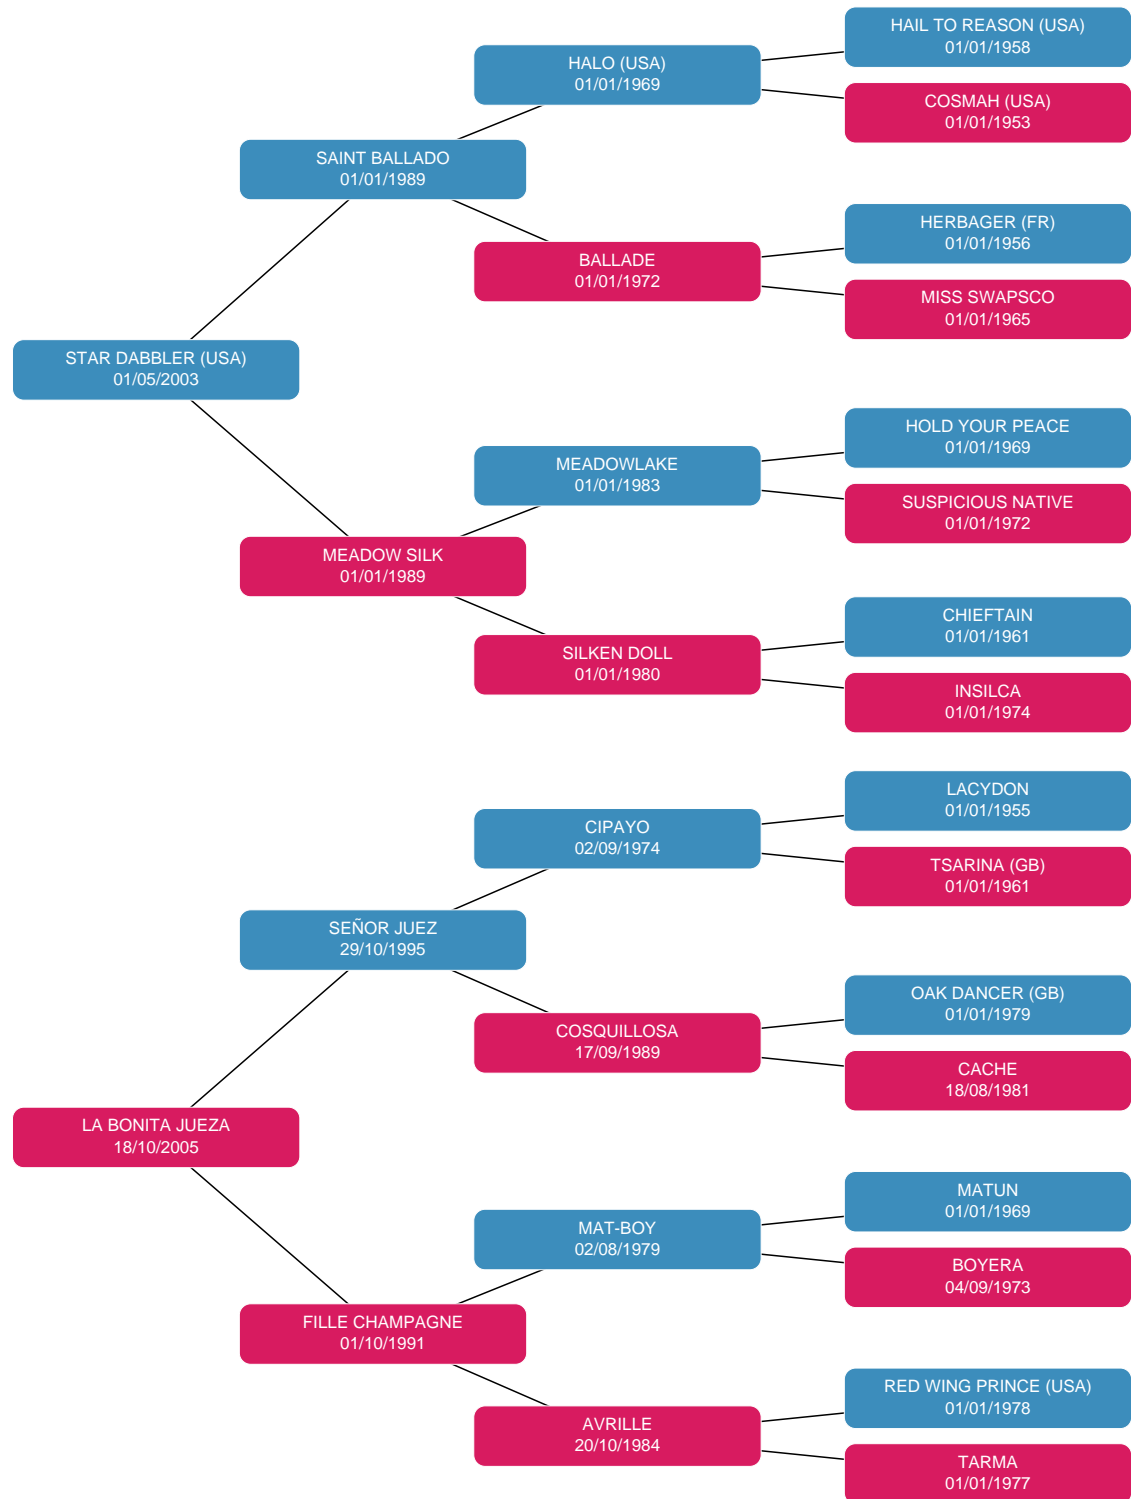 HAIL TO REASON (USA)
01/01/1958
HALO (USA)
01/01/1969
COSMAH (USA)
01/01/1953
SAINT BALLADO
01/01/1989
HERBAGER (FR)
01/01/1956
BALLADE
01/01/1972
MISS SWAPSCO
01/01/1965
STAR DABBLER (USA)
01/05/2003
HOLD YOUR PEACE
01/01/1969
MEADOWLAKE
01/01/1983
SUSPICIOUS NATIVE
01/01/1972
MEADOW SILK
01/01/1989
CHIEFTAIN
01/01/1961
SILKEN DOLL
01/01/1980
INSILCA
01/01/1974
LACYDON
01/01/1955
CIPAYO
02/09/1974
TSARINA (GB)
01/01/1961
SEÑOR JUEZ
29/10/1995
OAK DANCER (GB)
01/01/1979
COSQUILLOSA
17/09/1989
CACHE
18/08/1981
LA BONITA JUEZA
18/10/2005
MATUN
01/01/1969
MAT-BOY
02/08/1979
BOYERA
04/09/1973
FILLE CHAMPAGNE
01/10/1991
RED WING PRINCE (USA)
01/01/1978
AVRILLE
20/10/1984
TARMA
01/01/1977